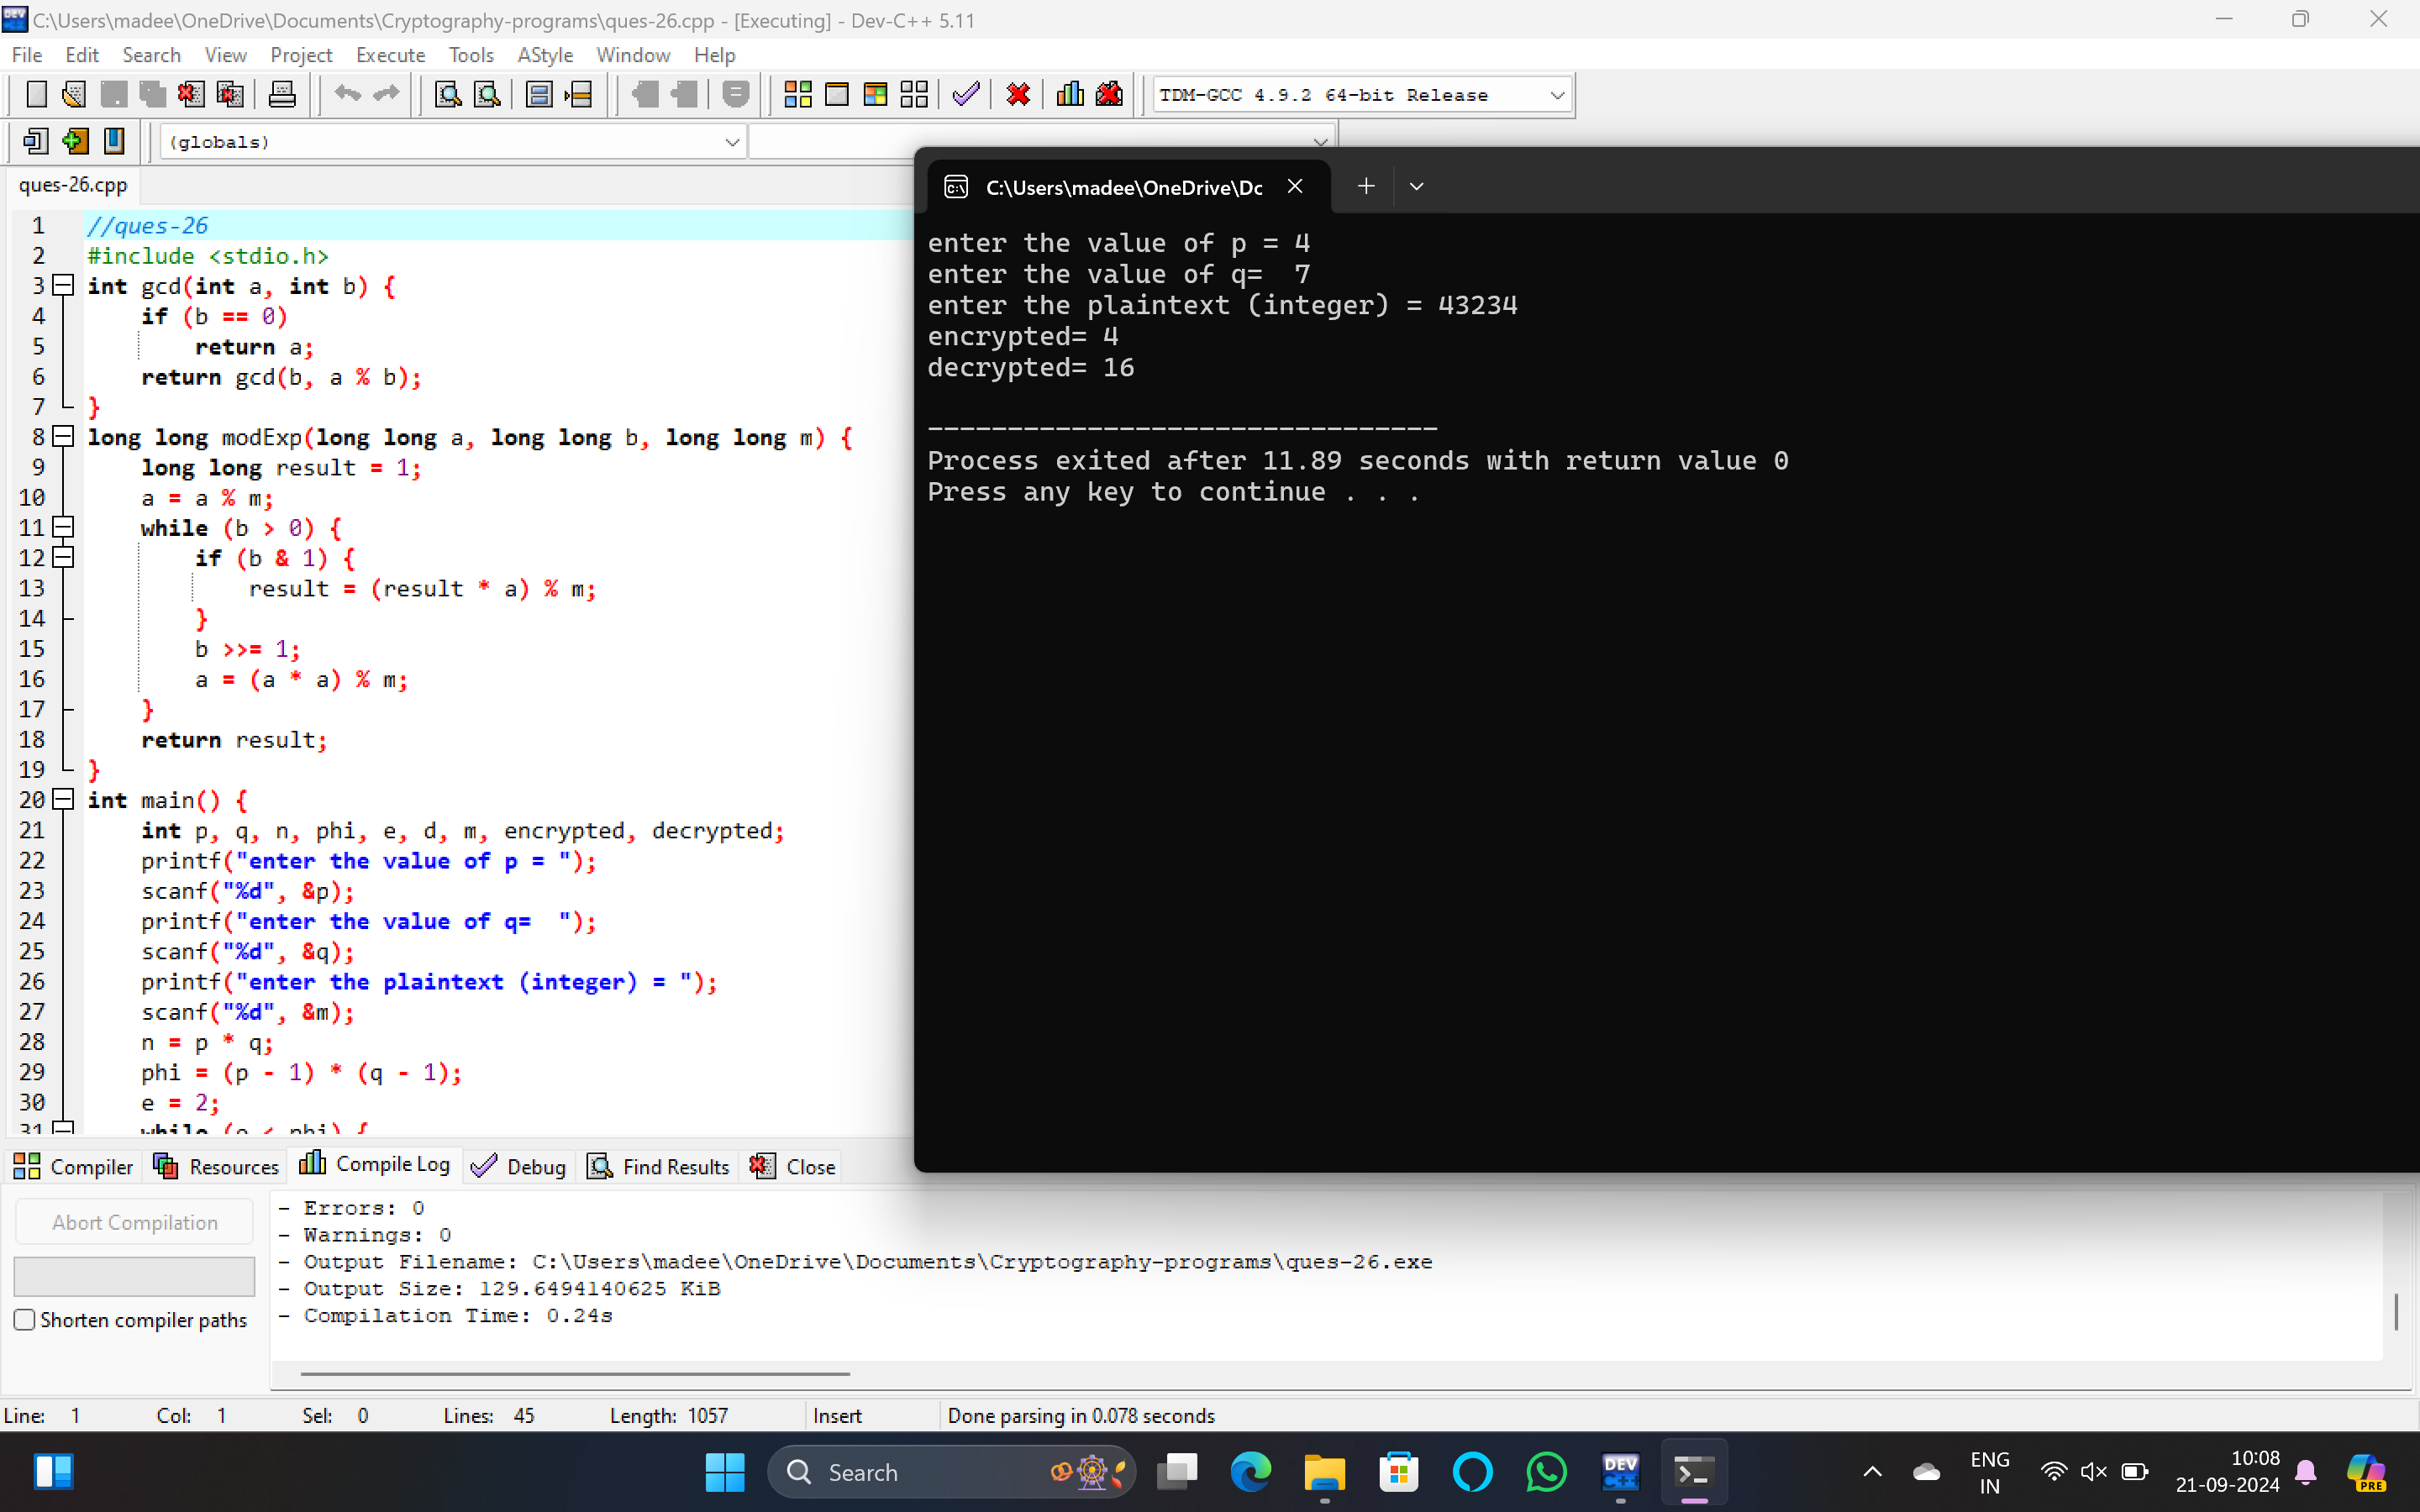 C:\Users\madee\OneDrive\Documents\Cryptography-programs\ques-26.cpp - [Executing] - Dev-C++ 5.11
File Edit Search View Project Execute Tools AStyle Window Help
TDM-GCC 4.9.2 64-bit Release
(globals)
ques-26.cpp
1 //ques-26
2 #include <stdio.h>
3 int gcd(int a, int b) {
4 if (b == 0)
5 return a;
6 return gcd(b, a % b);
7 }
8 long long modExp(long long a, long long b, long long m) {
9 long long result = 1;
10 a = a % m;
11 while (b > 0) {
12 if (b & 1) {
13 result = (result * a) % m;
14 }
15 b >>= 1;
16 a = (a * a) % m;
17 }
18 return result;
19 }
20 int main() {
21 int p, q, n, phi, e, d, m, encrypted, decrypted;
22 printf("enter the value of p = ");
23 scanf("%d", &p);
24 printf("enter the value of q=  ");
25 scanf("%d", &q);
26 printf("enter the plaintext (integer) = ");
27 scanf("%d", &m);
28 n = p * q;
29 phi = (p - 1) * (q - 1);
30 e = 2;
31 while (e < phi) {
C:\Users\madee\OneDrive\Dc
enter the value of p = 4
enter the value of q=  7
enter the plaintext (integer) = 43234
encrypted= 4
decrypted= 16
--------------------------------
Process exited after 11.89 seconds with return value 0
Press any key to continue . . .
Compiler Resources Compile Log Debug Find Results Close
Abort Compilation
Shorten compiler paths
- Errors: 0
- Warnings: 0
- Output Filename: C:\Users\madee\OneDrive\Documents\Cryptography-programs\ques-26.exe
- Output Size: 129.6494140625 KiB
- Compilation Time: 0.24s
Line: 1 Col: 1 Sel: 0 Lines: 45 Length: 1057 Insert Done parsing in 0.078 seconds
Search
DEV
ENG
IN
10:08
21-09-2024
PRE